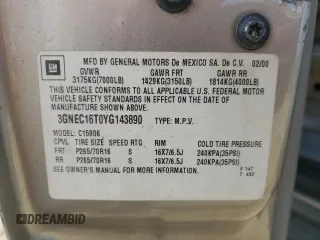 GM
MFD BY GENERAL MOTORS De MEXICO SA. De C.V. 02/00
GVWR GAWR FRT GAWR RR
3175KG(7000LB) 1429KG(3150LB) 1814KG(4000LB)
THIS VEHICLE CONFORMS TO ALL APPLICABLE U.S. FEDERAL MOTOR
VEHICLE SAFETY STANDARDS IN EFFECT ON THE DATE OF
MANUFACTURE SHOWN ABOVE.
3GNEC16T0YG143890 TYPE: M.P.V.
MODEL: C15906
CPVL TIRE SIZE SPEED RTG RIM COLD TIRE PRESSURE
FRT P265/70R16 S 16X7/6.5J 240KPA(35PSI)
RR P265/70R16 S 16X7/6.5J 240KPA(35PSI)
SEE OWNER'S MANUAL FOR MORE INFORMATION.
DREAMBID